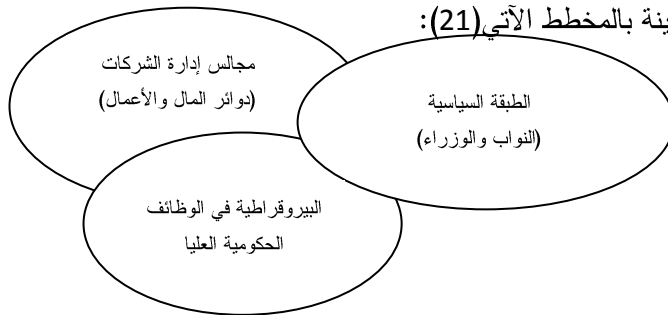 ينة بالمخطط الآتي(21):
مجالس إدارة الشركات
(دوائر المال والأعمال)
الطبقة السياسية
(النواب والوزراء)
البيروقراطية في الوظائف
الحكومية العليا